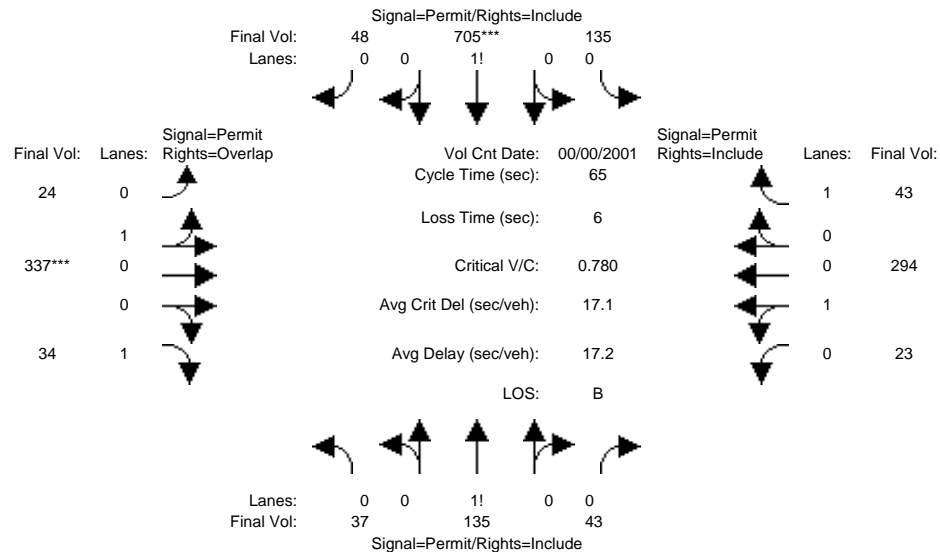 Signal=Permit/Rights=Include
Final Vol: 48 705*** 135
Lanes: 0 0 1! 0 0
Signal=Permit
Rights=Overlap
Signal=Permit
Rights=Include
Final Vol: Lanes:
Vol Cnt Date: 00/00/2001
Lanes: Final Vol:
Cycle Time (sec): 65
24 0
1 43
Loss Time (sec): 6
1
0
337*** 0
Critical V/C: 0.780
0 294
0
Avg Crit Del (sec/veh): 17.1
1
34 1
Avg Delay (sec/veh): 17.2
0 23
LOS: B
Lanes: 0 0 1! 0 0
Final Vol: 37 135 43
Signal=Permit/Rights=Include